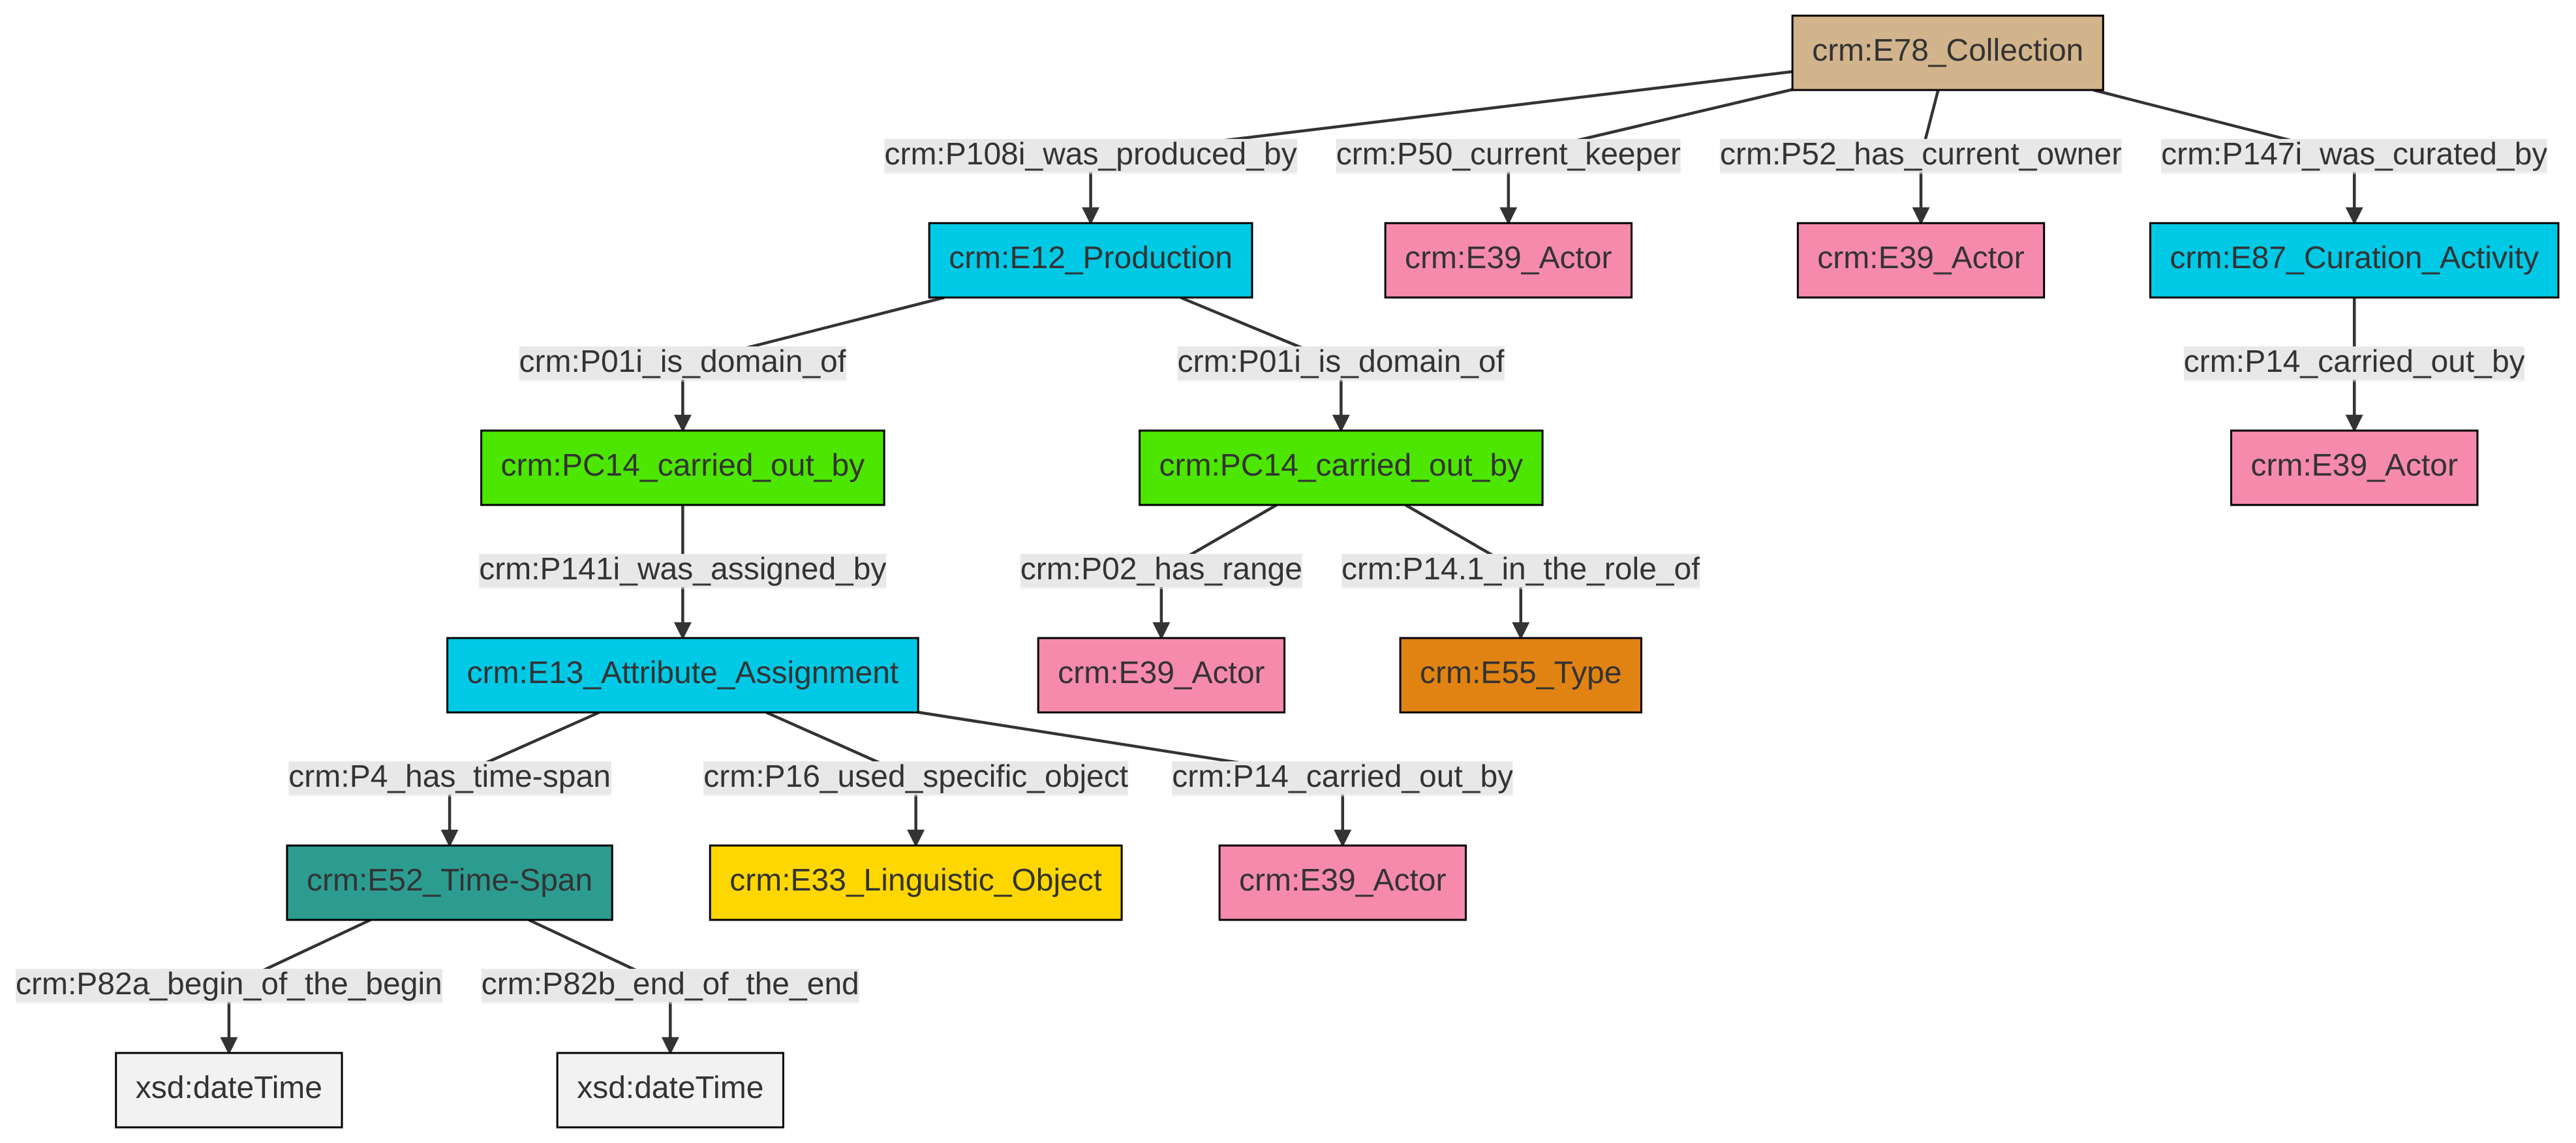 crm:E78_Collection
crm:P108i_was_produced_by
crm:P50_current_keeper
crm:P52_has_current_owner
crm:P147i_was_curated_by
crm:E12_Production
crm:E39_Actor
crm:E39_Actor
crm:E87_Curation_Activity
crm:P01i_is_domain_of
crm:P01i_is_domain_of
crm:P14_carried_out_by
crm:PC14_carried_out_by
crm:PC14_carried_out_by
crm:E39_Actor
crm:P141i_was_assigned_by
crm:P02_has_range
crm:P14.1_in_the_role_of
crm:E13_Attribute_Assignment
crm:E39_Actor
crm:E55_Type
crm:P4_has_time-span
crm:P16_used_specific_object
crm:P14_carried_out_by
crm:E52_Time-Span
crm:E33_Linguistic_Object
crm:E39_Actor
crm:P82a_begin_of_the_begin
crm:P82b_end_of_the_end
xsd:dateTime
xsd:dateTime